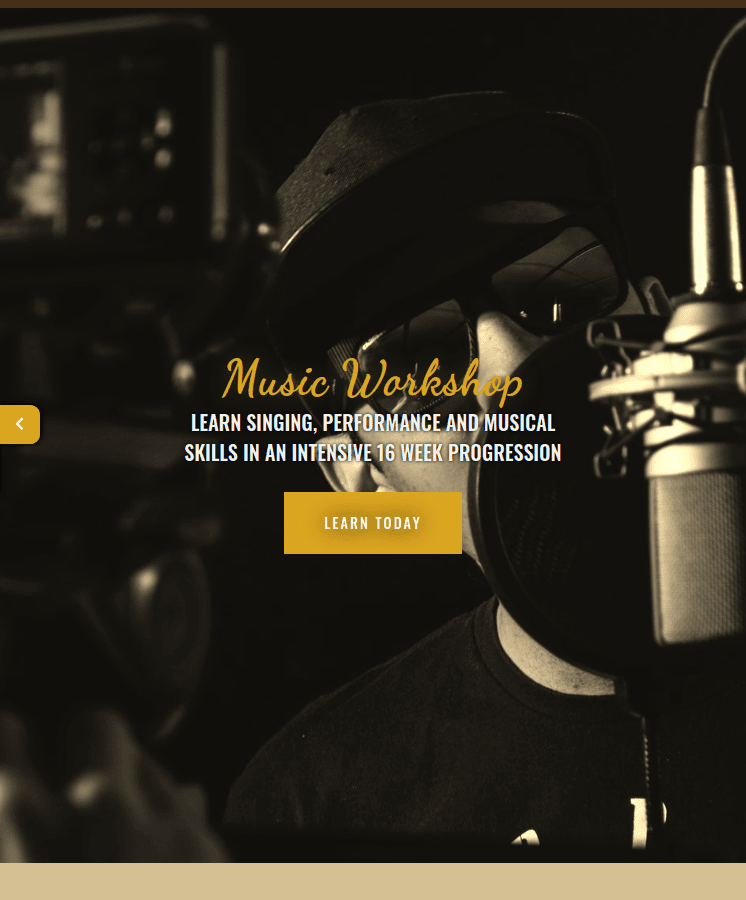 Music Workshop
LEARN SINGING, PERFORMANCE AND MUSICAL
SKILLS IN AN INTENSIVE 16 WEEK PROGRESSION
LEARN TODAY